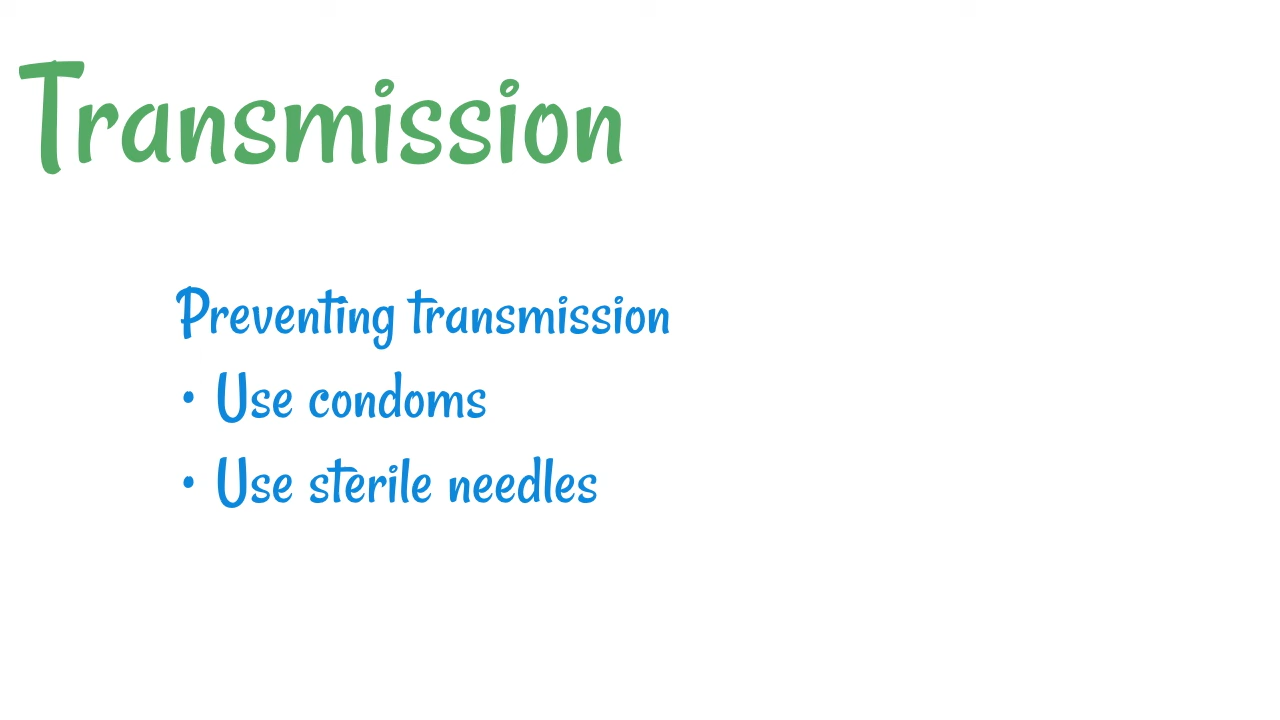 Transmission
Preventing transmission
• Use condoms
• Use sterile needles